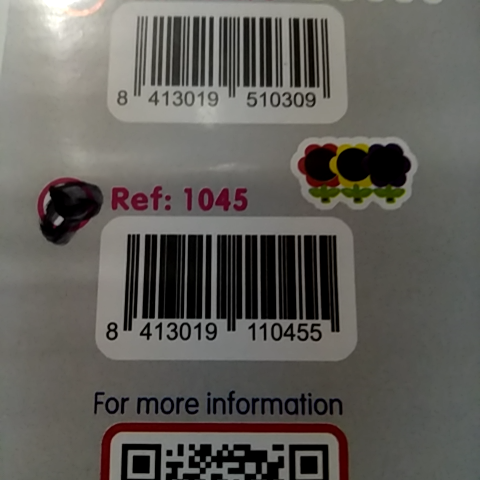 8 413019 510309
Ref: 1045
8 413019 110455
For more information